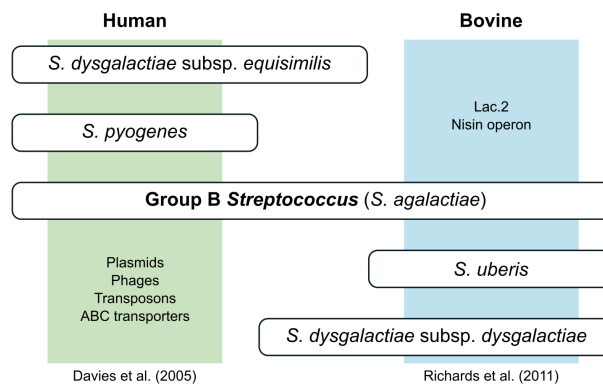 Human
Bovine
S. dysgalactiae subsp. equisimilis
Lac.2
Nisin operon
S. pyogenes
Group B Streptococcus (S. agalactiae)
Plasmids
Phages
Transposons
ABC transporters
S. uberis
S. dysgalactiae subsp. dysgalactiae
Davies et al. (2005)
Richards et al. (2011)